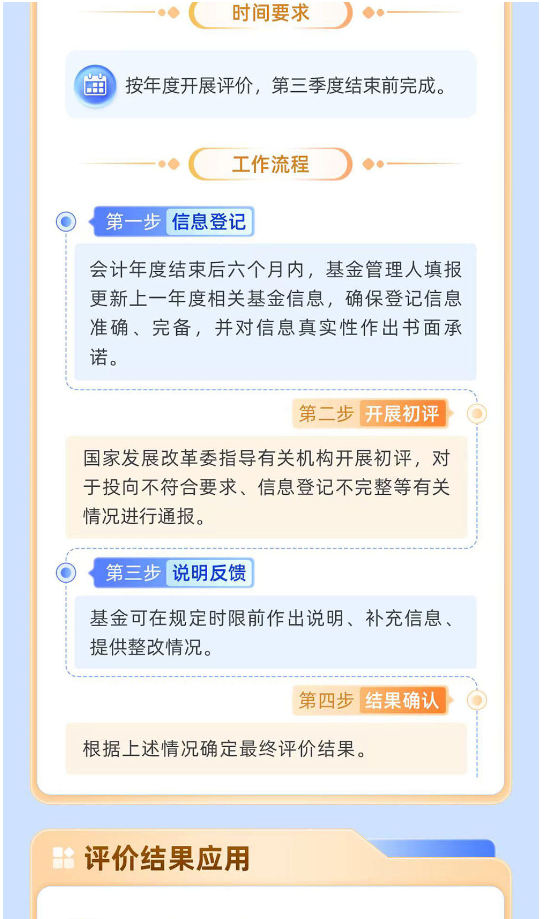 时间要求
按年度开展评价，第三季度结束前完成。
工作流程
第一步 信息登记
会计年度结束后六个月内，基金管理人填报
更新上一年度相关基金信息，确保登记信息
准确、完备，并对信息真实性作出书面承
诺。
第二步 开展初评
国家发展改革委指导有关机构开展初评，对
于投向不符合要求、信息登记不完整等有关
情况进行通报。
第三步 说明反馈
基金可在规定时限前作出说明、补充信息、
提供整改情况。
第四步 结果确认
根据上述情况确定最终评价结果。
评价结果应用